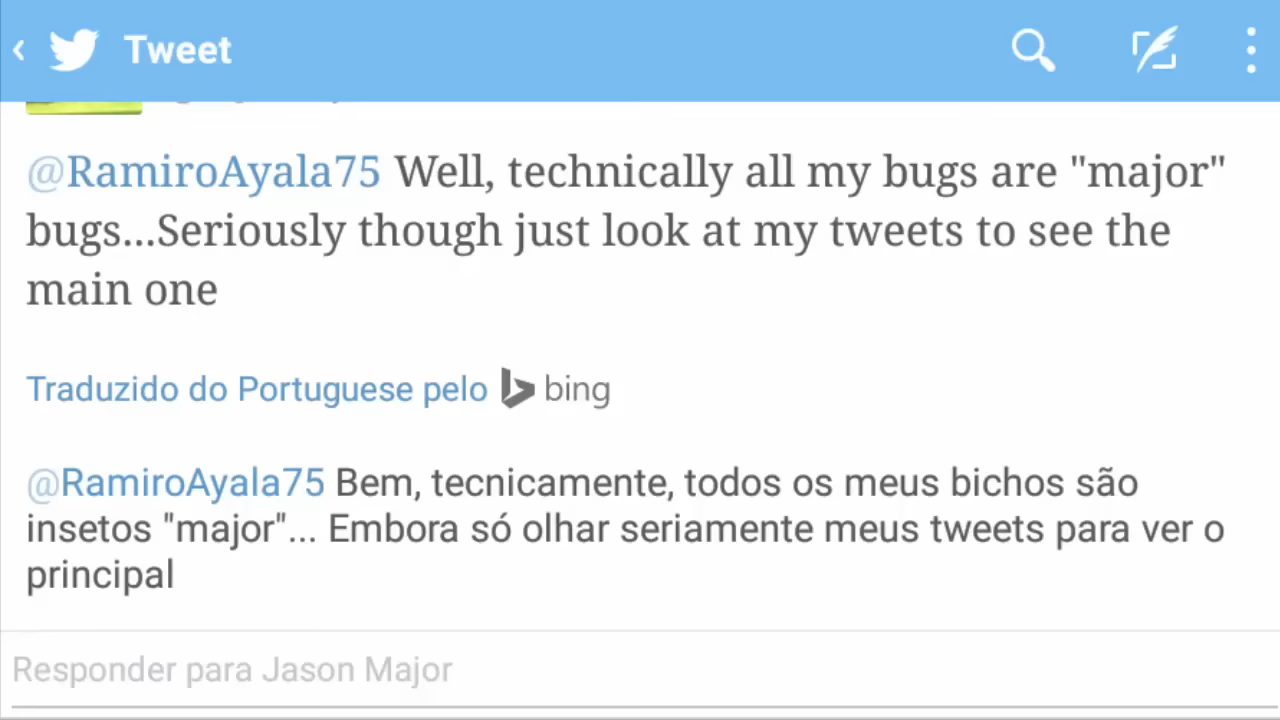 Tweet
@RamiroAyala75 Well, technically all my bugs are "major"
bugs...Seriously though just look at my tweets to see the
main one
Traduzido do Portuguese pelo bing
@RamiroAyala75 Bem, tecnicamente, todos os meus bichos são
insetos "major"... Embora só olhar seriamente meus tweets para ver o
principal
Responder para Jason Major